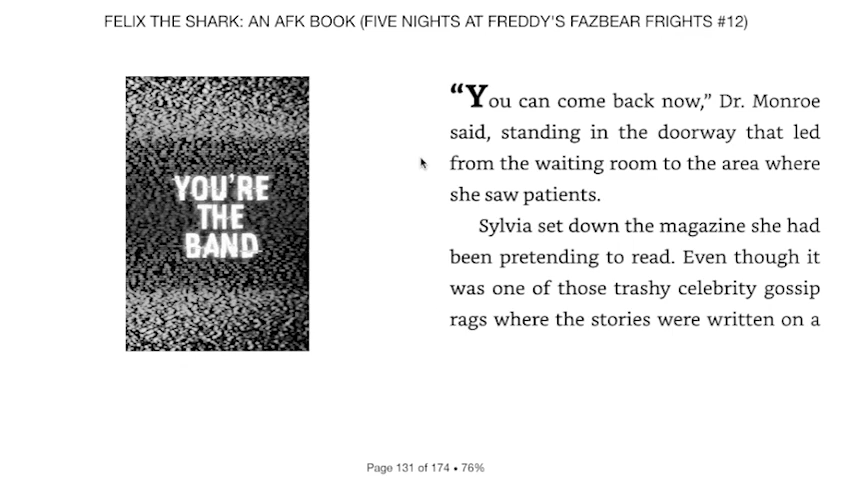 FELIX THE SHARK: AN AFK BOOK (FIVE NIGHTS AT FREDDY'S FAZBEAR FRIGHTS #12)
YOU'RE
THE
BAND
“You can come back now,” Dr. Monroe
said, standing in the doorway that led
from the waiting room to the area where
she saw patients.
Sylvia set down the magazine she had
been pretending to read. Even though it
was one of those trashy celebrity gossip
rags where the stories were written on a
Page 131 of 174 • 76%